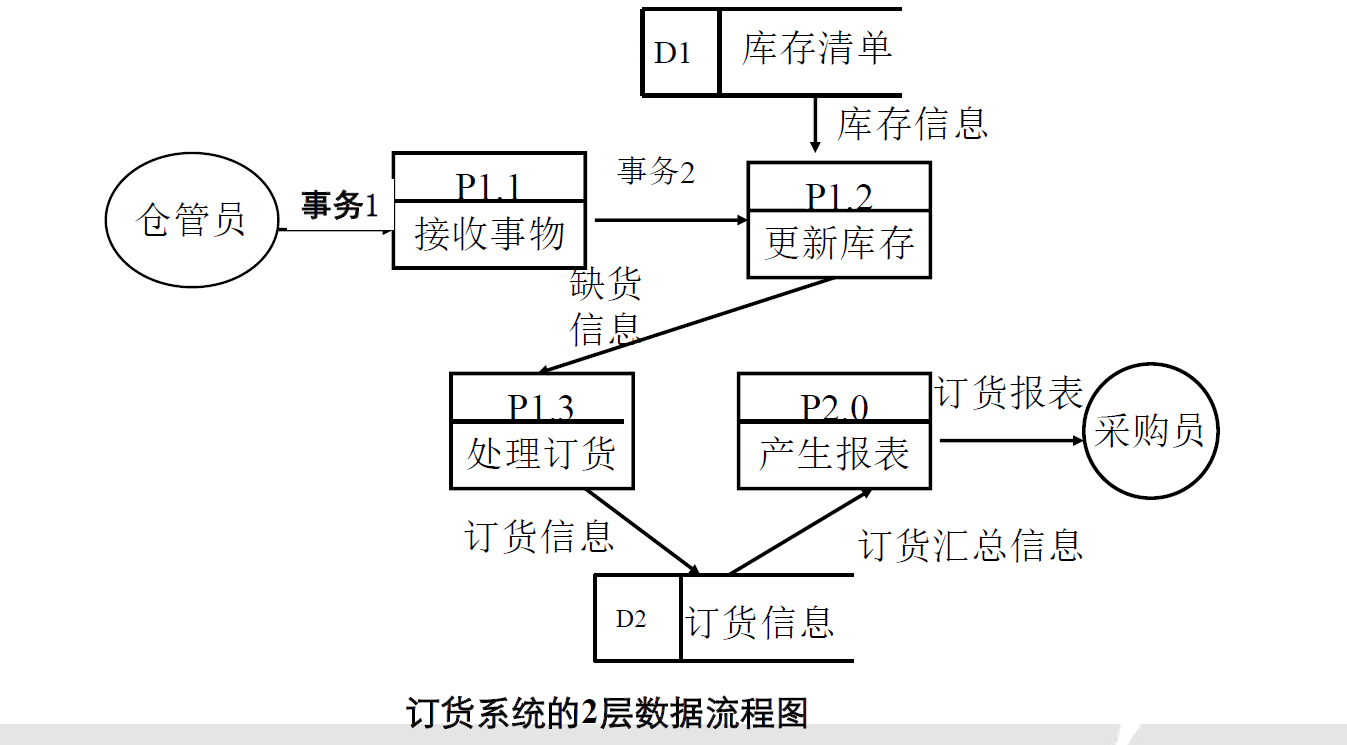 D1
库存清单
库存信息
仓管员
事务1
P1.1
接收事物
事务2
P1.2
更新库存
缺货
信息
P1.3
处理订货
P2.0
产生报表
订货报表
采购员
订货信息
订货汇总信息
D2
订货信息
订货系统的2层数据流程图